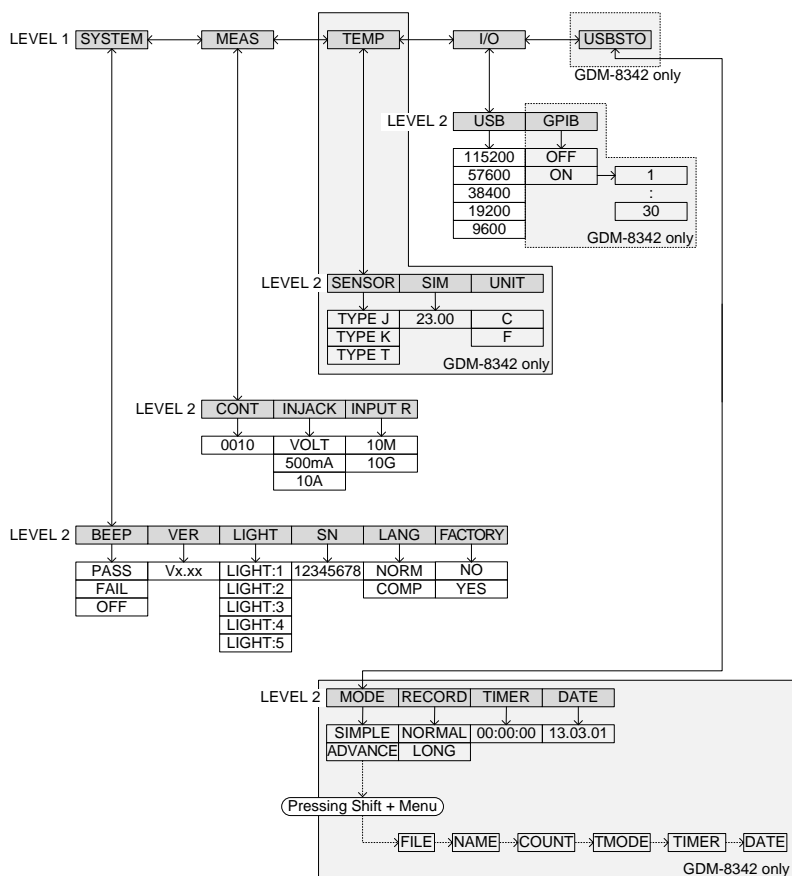 LEVEL 1 SYSTEM MEAS TEMP I/O USBSTO
GDM-8342 only
LEVEL 2 USB GPIB
115200 OFF
57600 ON 1
38400 :
19200 30
9600
GDM-8342 only
LEVEL 2 SENSOR SIM UNIT
TYPE J 23.00 C
TYPE K F
TYPE T
GDM-8342 only
LEVEL 2 CONT INJACK INPUT R
0010 VOLT 10M
500mA 10G
10A
LEVEL 2 BEEP VER LIGHT SN LANG FACTORY
PASS Vx.xx LIGHT:1 12345678 NORM NO
FAIL LIGHT:2 COMP YES
OFF LIGHT:3
LIGHT:4
LIGHT:5
LEVEL 2 MODE RECORD TIMER DATE
SIMPLE NORMAL 00:00:00 13.03.01
ADVANCE LONG
Pressing Shift + Menu
FILE NAME COUNT TMODE TIMER DATE
GDM-8342 only